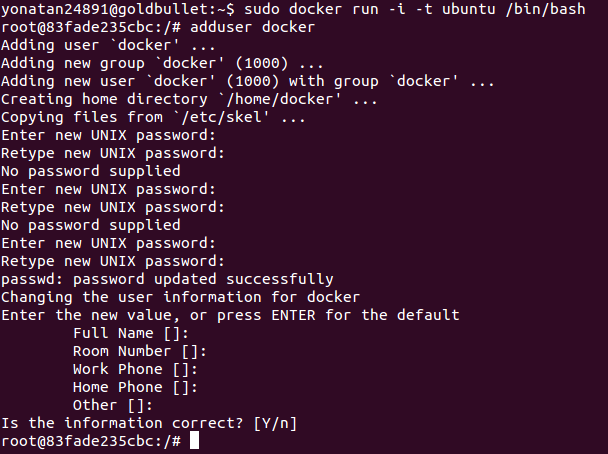 yonatan24891@goldbullet:~$ sudo docker run -i -t ubuntu /bin/bash
root@83fade235cbc:/# adduser docker
Adding user `docker' ...
Adding new group `docker' (1000) ...
Adding new user `docker' (1000) with group `docker' ...
Creating home directory `/home/docker' ...
Copying files from `/etc/skel' ...
Enter new UNIX password:
Retype new UNIX password:
No password supplied
Enter new UNIX password:
Retype new UNIX password:
No password supplied
Enter new UNIX password:
Retype new UNIX password:
passwd: password updated successfully
Changing the user information for docker
Enter the new value, or press ENTER for the default
Full Name []:
Room Number []:
Work Phone []:
Home Phone []:
Other []:
Is the information correct? [Y/n]
root@83fade235cbc:/#